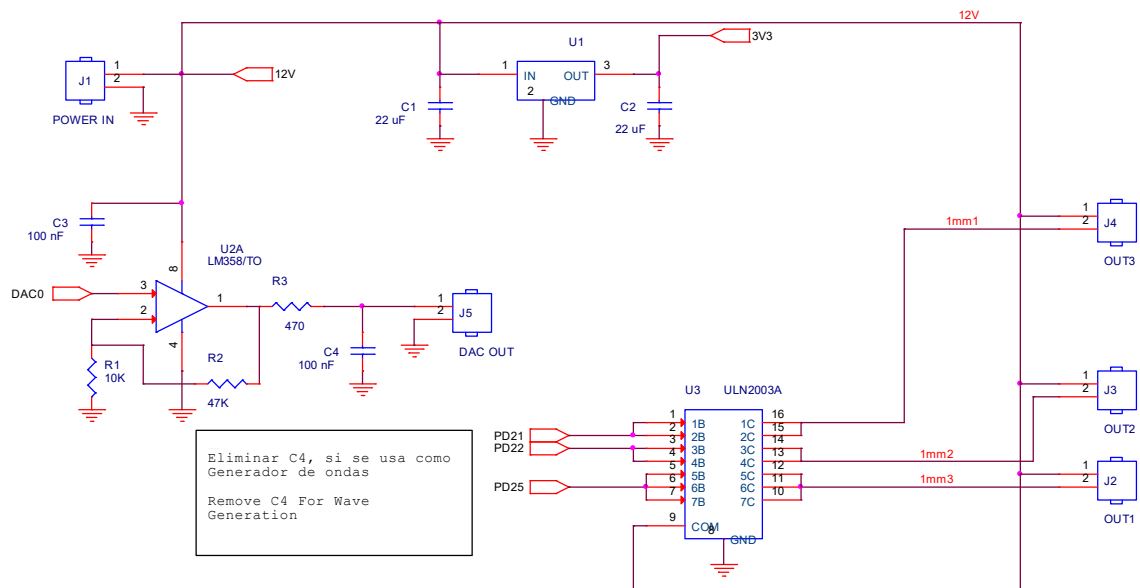 12V
U1
3V3
1
2
J1
12V
1
IN
OUT
3
2
GND
POWER IN
C1
22 uF
C2
22 uF
C3
100 nF
U2A
LM358/TO
8
DAC0
3
2
1
4
R3
470
C4
100 nF
1
2
J5
DAC OUT
R1
10K
R2
47K
1mm1
1
2
J4
OUT3
Eliminar C4, si se usa como
Generador de ondas
Remove C4 For Wave
Generation
U3
ULN2003A
PD21
PD22
PD25
1
2
3
4
5
6
7
9
1B
2B
3B
4B
5B
6B
7B
COM
8
GND
1C
2C
3C
4C
5C
6C
7C
16
15
14
13
12
11
10
1mm2
1mm3
1
2
J3
OUT2
1
2
J2
OUT1